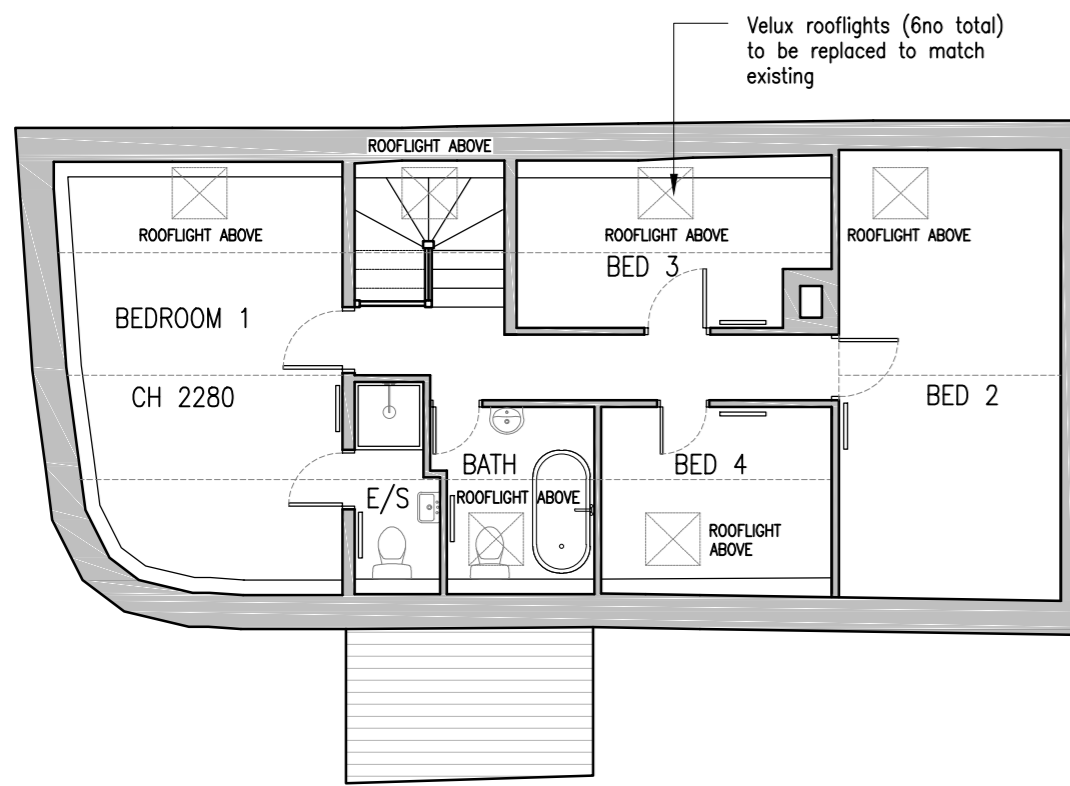 Velux rooflights (6no total)
to be replaced to match
existing
ROOFLIGHT ABOVE
ROOFLIGHT ABOVE
ROOFLIGHT ABOVE
ROOFLIGHT ABOVE
BED 3
BEDROOM 1
CH 2280
BED 2
BATH
BED 4
E/S
ROOFLIGHT ABOVE
ROOFLIGHT
ABOVE